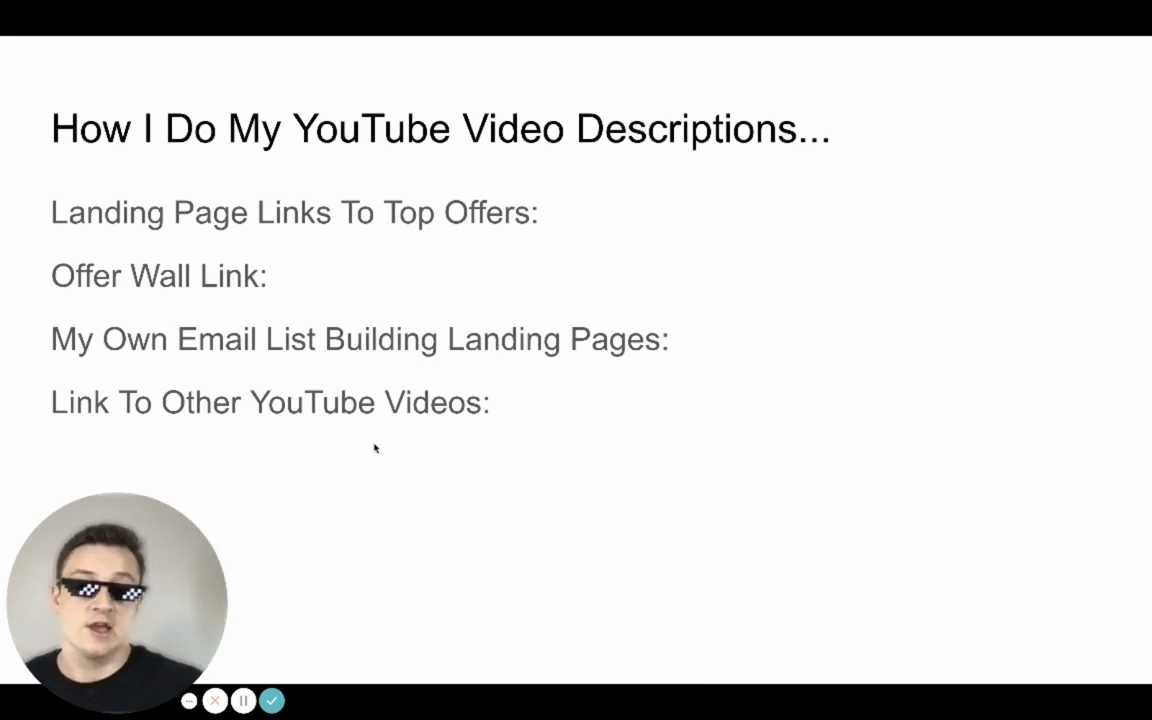 How I Do My YouTube Video Descriptions...
Landing Page Links To Top Offers:
Offer Wall Link:
My Own Email List Building Landing Pages:
Link To Other YouTube Videos: